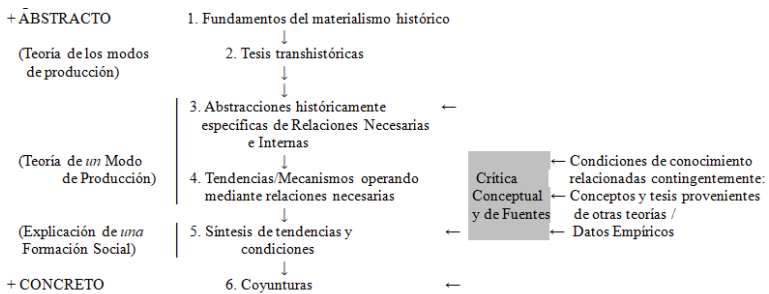 + ABSTRACTO
1. Fundamentos del materialismo histórico
↓
(Teoría de los modos
de producción)
2. Tesis transhistóricas
↓
↓
3. Abstracciones históricamente
específicas de Relaciones Necesarias
e Internas
←
↓
(Teoría de un Modo
de Producción)
4. Tendencias/Mecanismos operando
mediante relaciones necesarias
↓
Crítica
Conceptual
y de Fuentes
← Condiciones de conocimiento
relacionadas contingentemente:
← Conceptos y tesis provenientes
de otras teorías /
← Datos Empíricos
(Explicación de una
Formación Social)
5. Síntesis de tendencias y
condiciones
←
↓
+ CONCRETO
6. Coyunturas
←